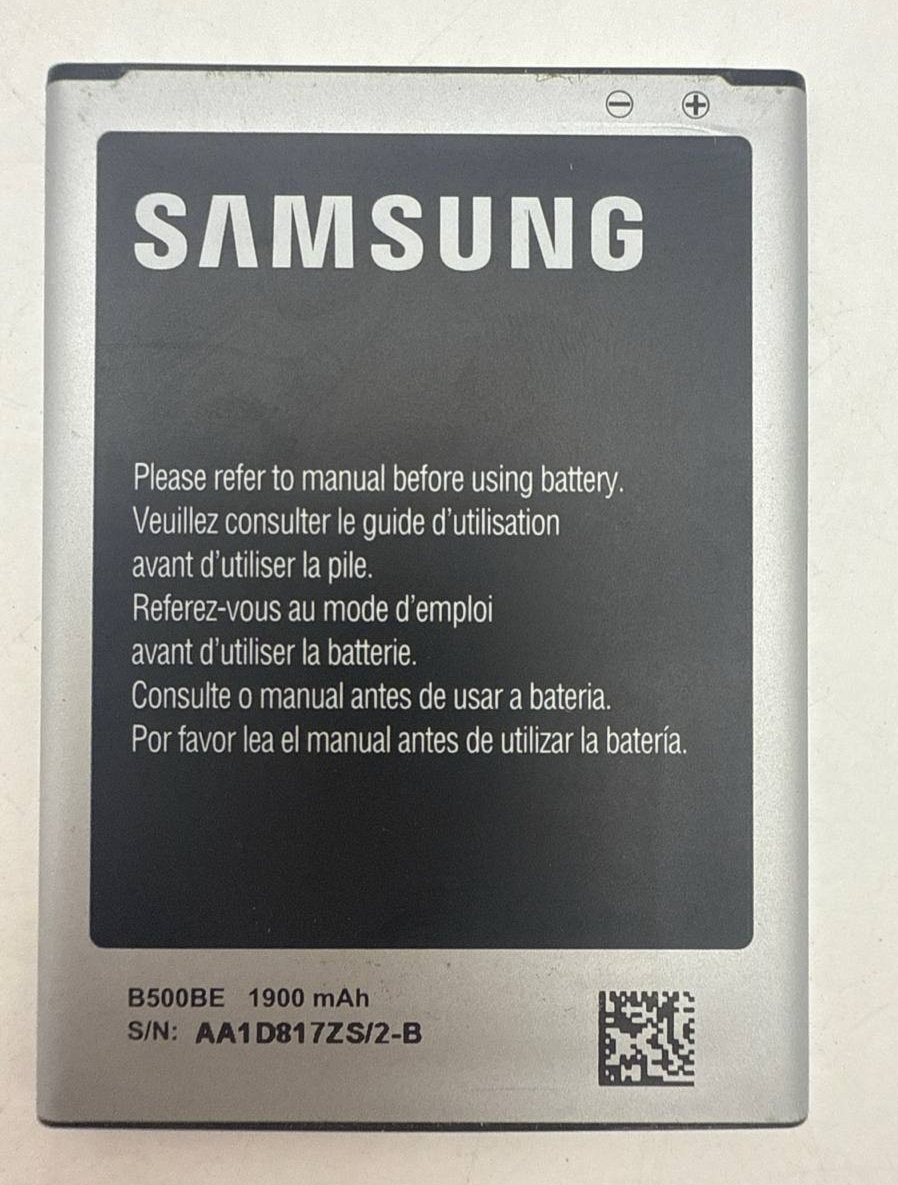 SAMSUNG
Please refer to manual before using battery.
Veuillez consulter le guide d'utilisation
avant d'utiliser la pile.
Referez-vous au mode d'emploi
avant d'utiliser la batterie.
Consulte o manual antes de usar a bateria.
Por favor lea el manual antes de utilizar la batería.
B500BE 1900 mAh
S/N: AA1D817ZS/2-B